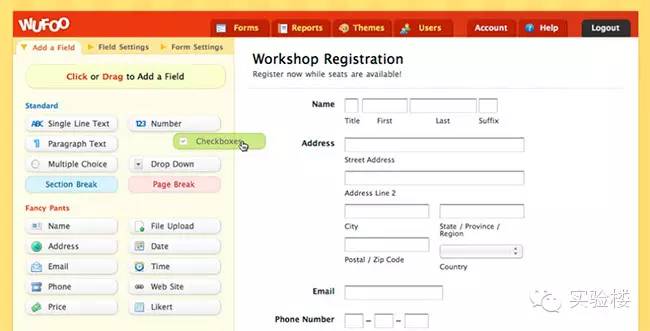 WUFOO
Forms Reports Themes Users Account Help Logout
Add a Field Field Settings Form Settings
Click or Drag to Add a Field
Standard
ABC Single Line Text 123 Number
Paragraph Text Checkboxes
Multiple Choice Drop Down
Section Break Page Break
Fancy Pants
Name File Upload
Address Date
Email Time
Phone Web Site
Price Likert
Workshop Registration
Register now while seats are available!
Name
Title First Last Suffix
Address
Street Address
Address Line 2
City State / Province /
Region
Postal / Zip Code Country
Email
Phone Number – –
实验楼